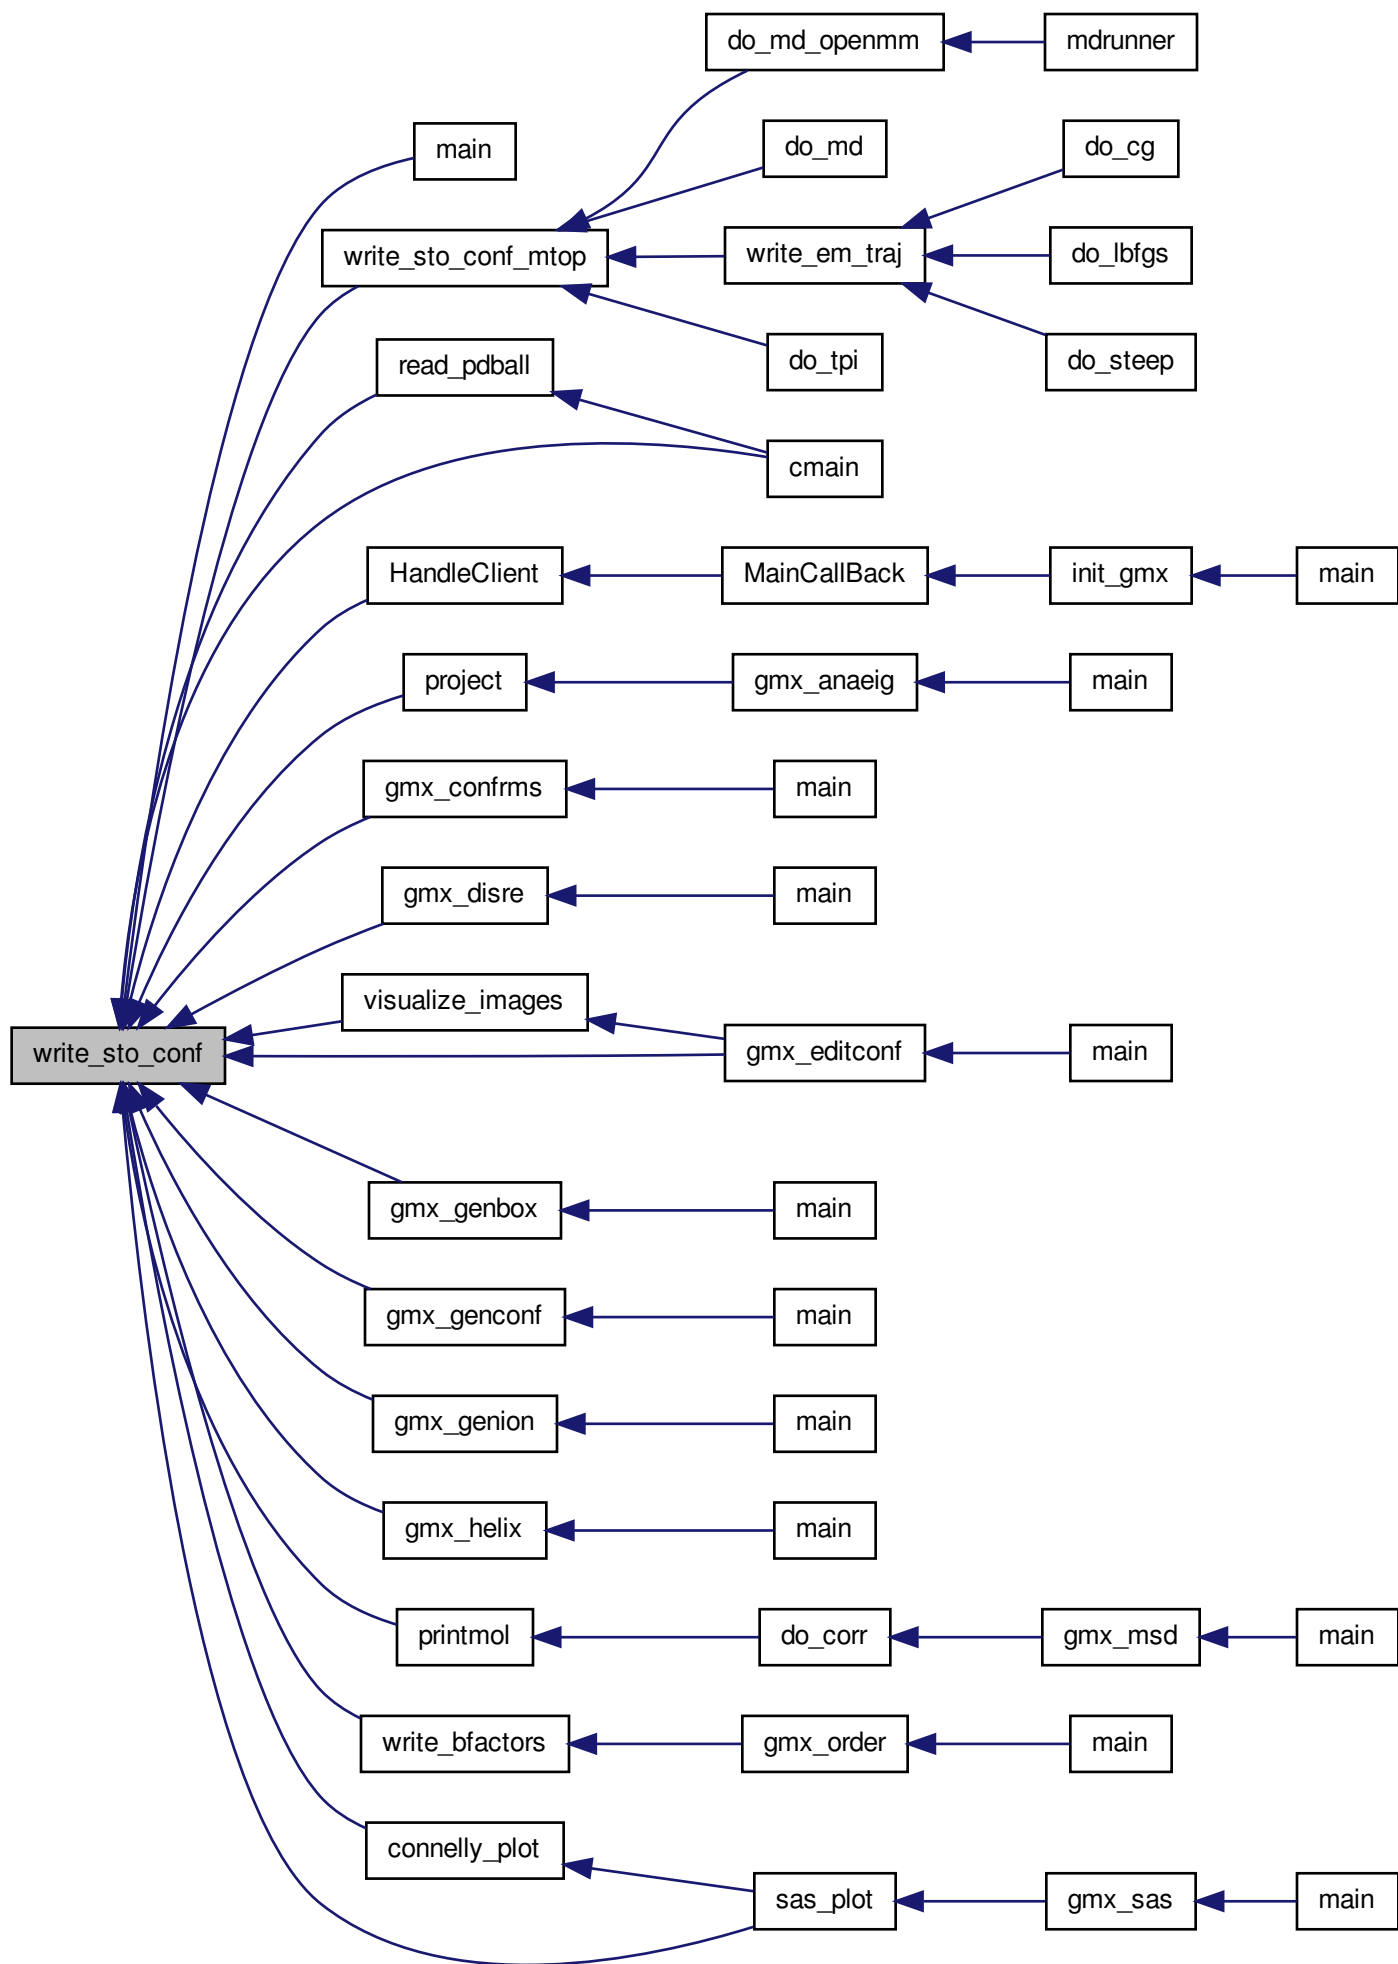 do_md_openmm
mdrunner
main
do_md
do_cg
write_sto_conf_mtop
write_em_traj
do_lbfgs
read_pdball
do_tpi
do_steep
cmain
HandleClient
MainCallBack
init_gmx
main
project
gmx_anaeig
main
gmx_confrms
main
gmx_disre
main
visualize_images
write_sto_conf
gmx_editconf
main
gmx_genbox
main
gmx_genconf
main
gmx_genion
main
gmx_helix
main
printmol
do_corr
gmx_msd
main
write_bfactors
gmx_order
main
connelly_plot
sas_plot
gmx_sas
main